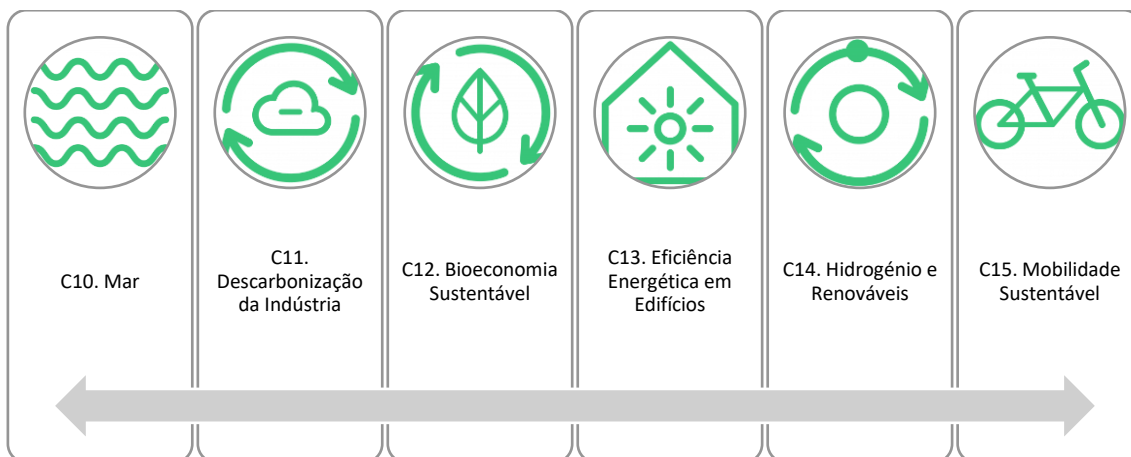 C10. Mar
C11.
Descarbonização
da Indústria
C12. Bioeconomia
Sustentável
C13. Eficiência
Energética em
Edifícios
C14. Hidrogénio e
Renováveis
C15. Mobilidade
Sustentável